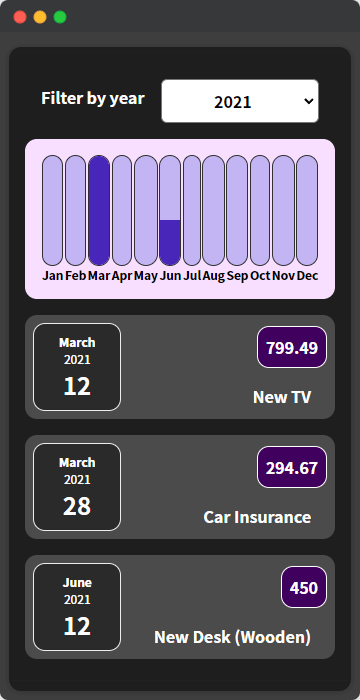 Filter by year 2021
Jan Feb Mar Apr May Jun Jul Aug Sep Oct Nov Dec
March
2021
12
799.49
New TV
March
2021
28
294.67
Car Insurance
June
2021
12
450
New Desk (Wooden)